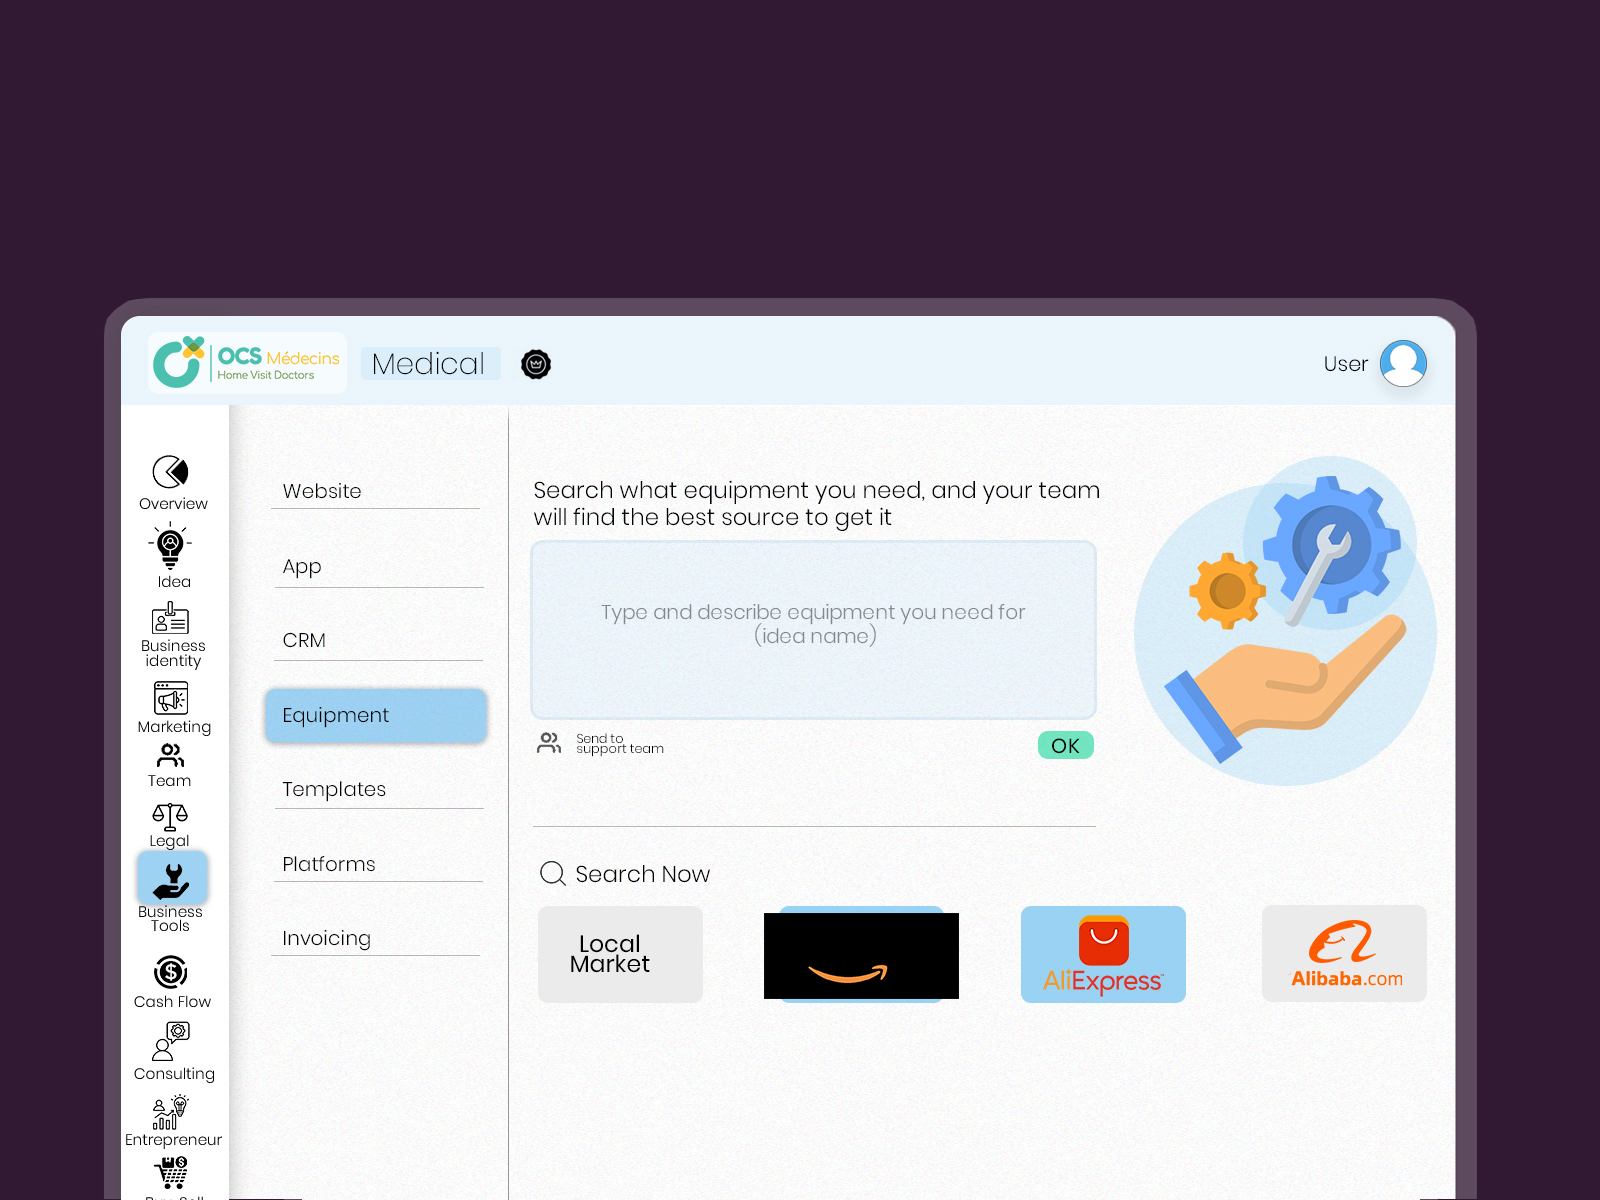 OCS Médecins
Home Visit Doctors
Medical
User
Overview
Idea
Business
identity
Marketing
Team
Legal
Business
Tools
Cash Flow
Consulting
Entrepreneur
Website
App
CRM
Equipment
Templates
Platforms
Invoicing
Search what equipment you need, and your team
will find the best source to get it
Type and describe equipment you need for
(idea name)
Send to
support team
OK
Search Now
Local
Market
AliExpress™
Alibaba.com